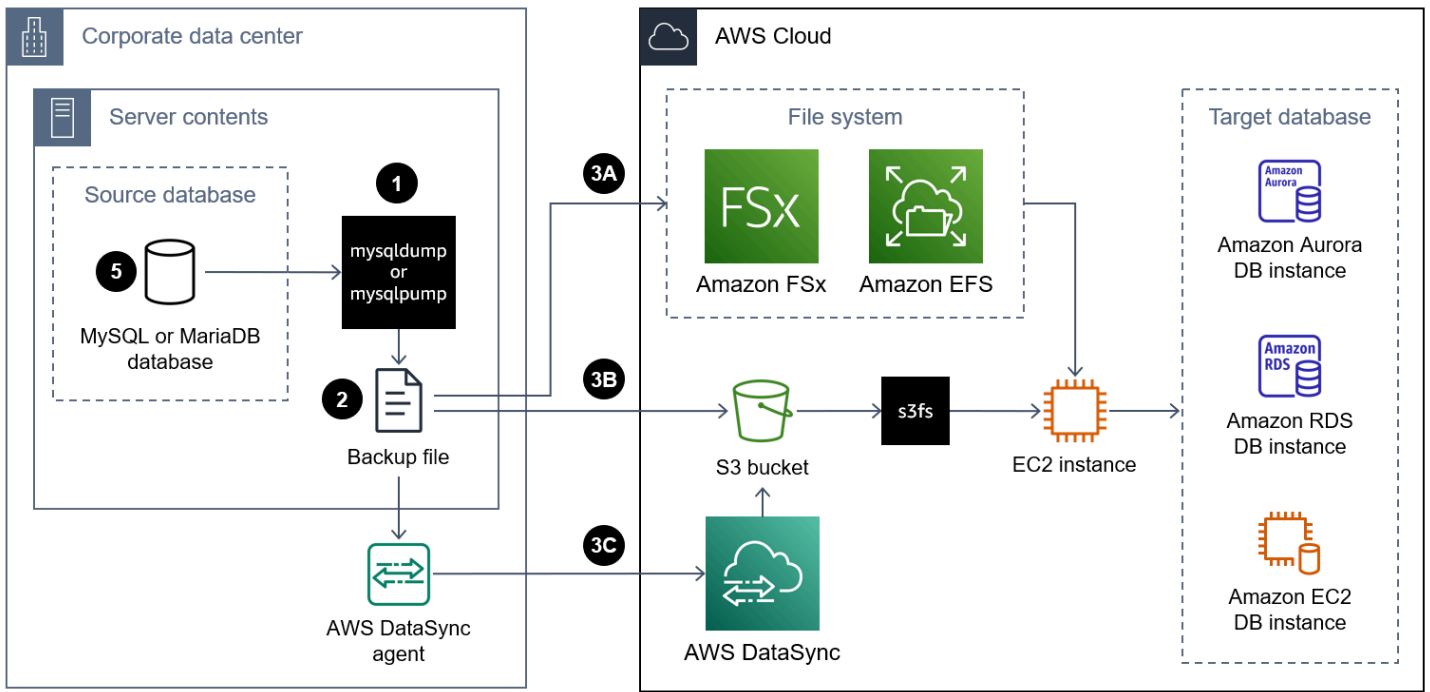 Corporate data center
AWS Cloud
Server contents
File system
Target database
Source database
1
3A
FSx
Amazon FSx
Amazon EFS
Amazon
Aurora
Amazon Aurora
DB instance
5
mysqldump
or
mysqlpump
MySQL or MariaDB
database
2
Backup file
3B
S3 bucket
s3fs
EC2 instance
Amazon
RDS
Amazon RDS
DB instance
3C
AWS DataSync
agent
AWS DataSync
Amazon EC2
DB instance